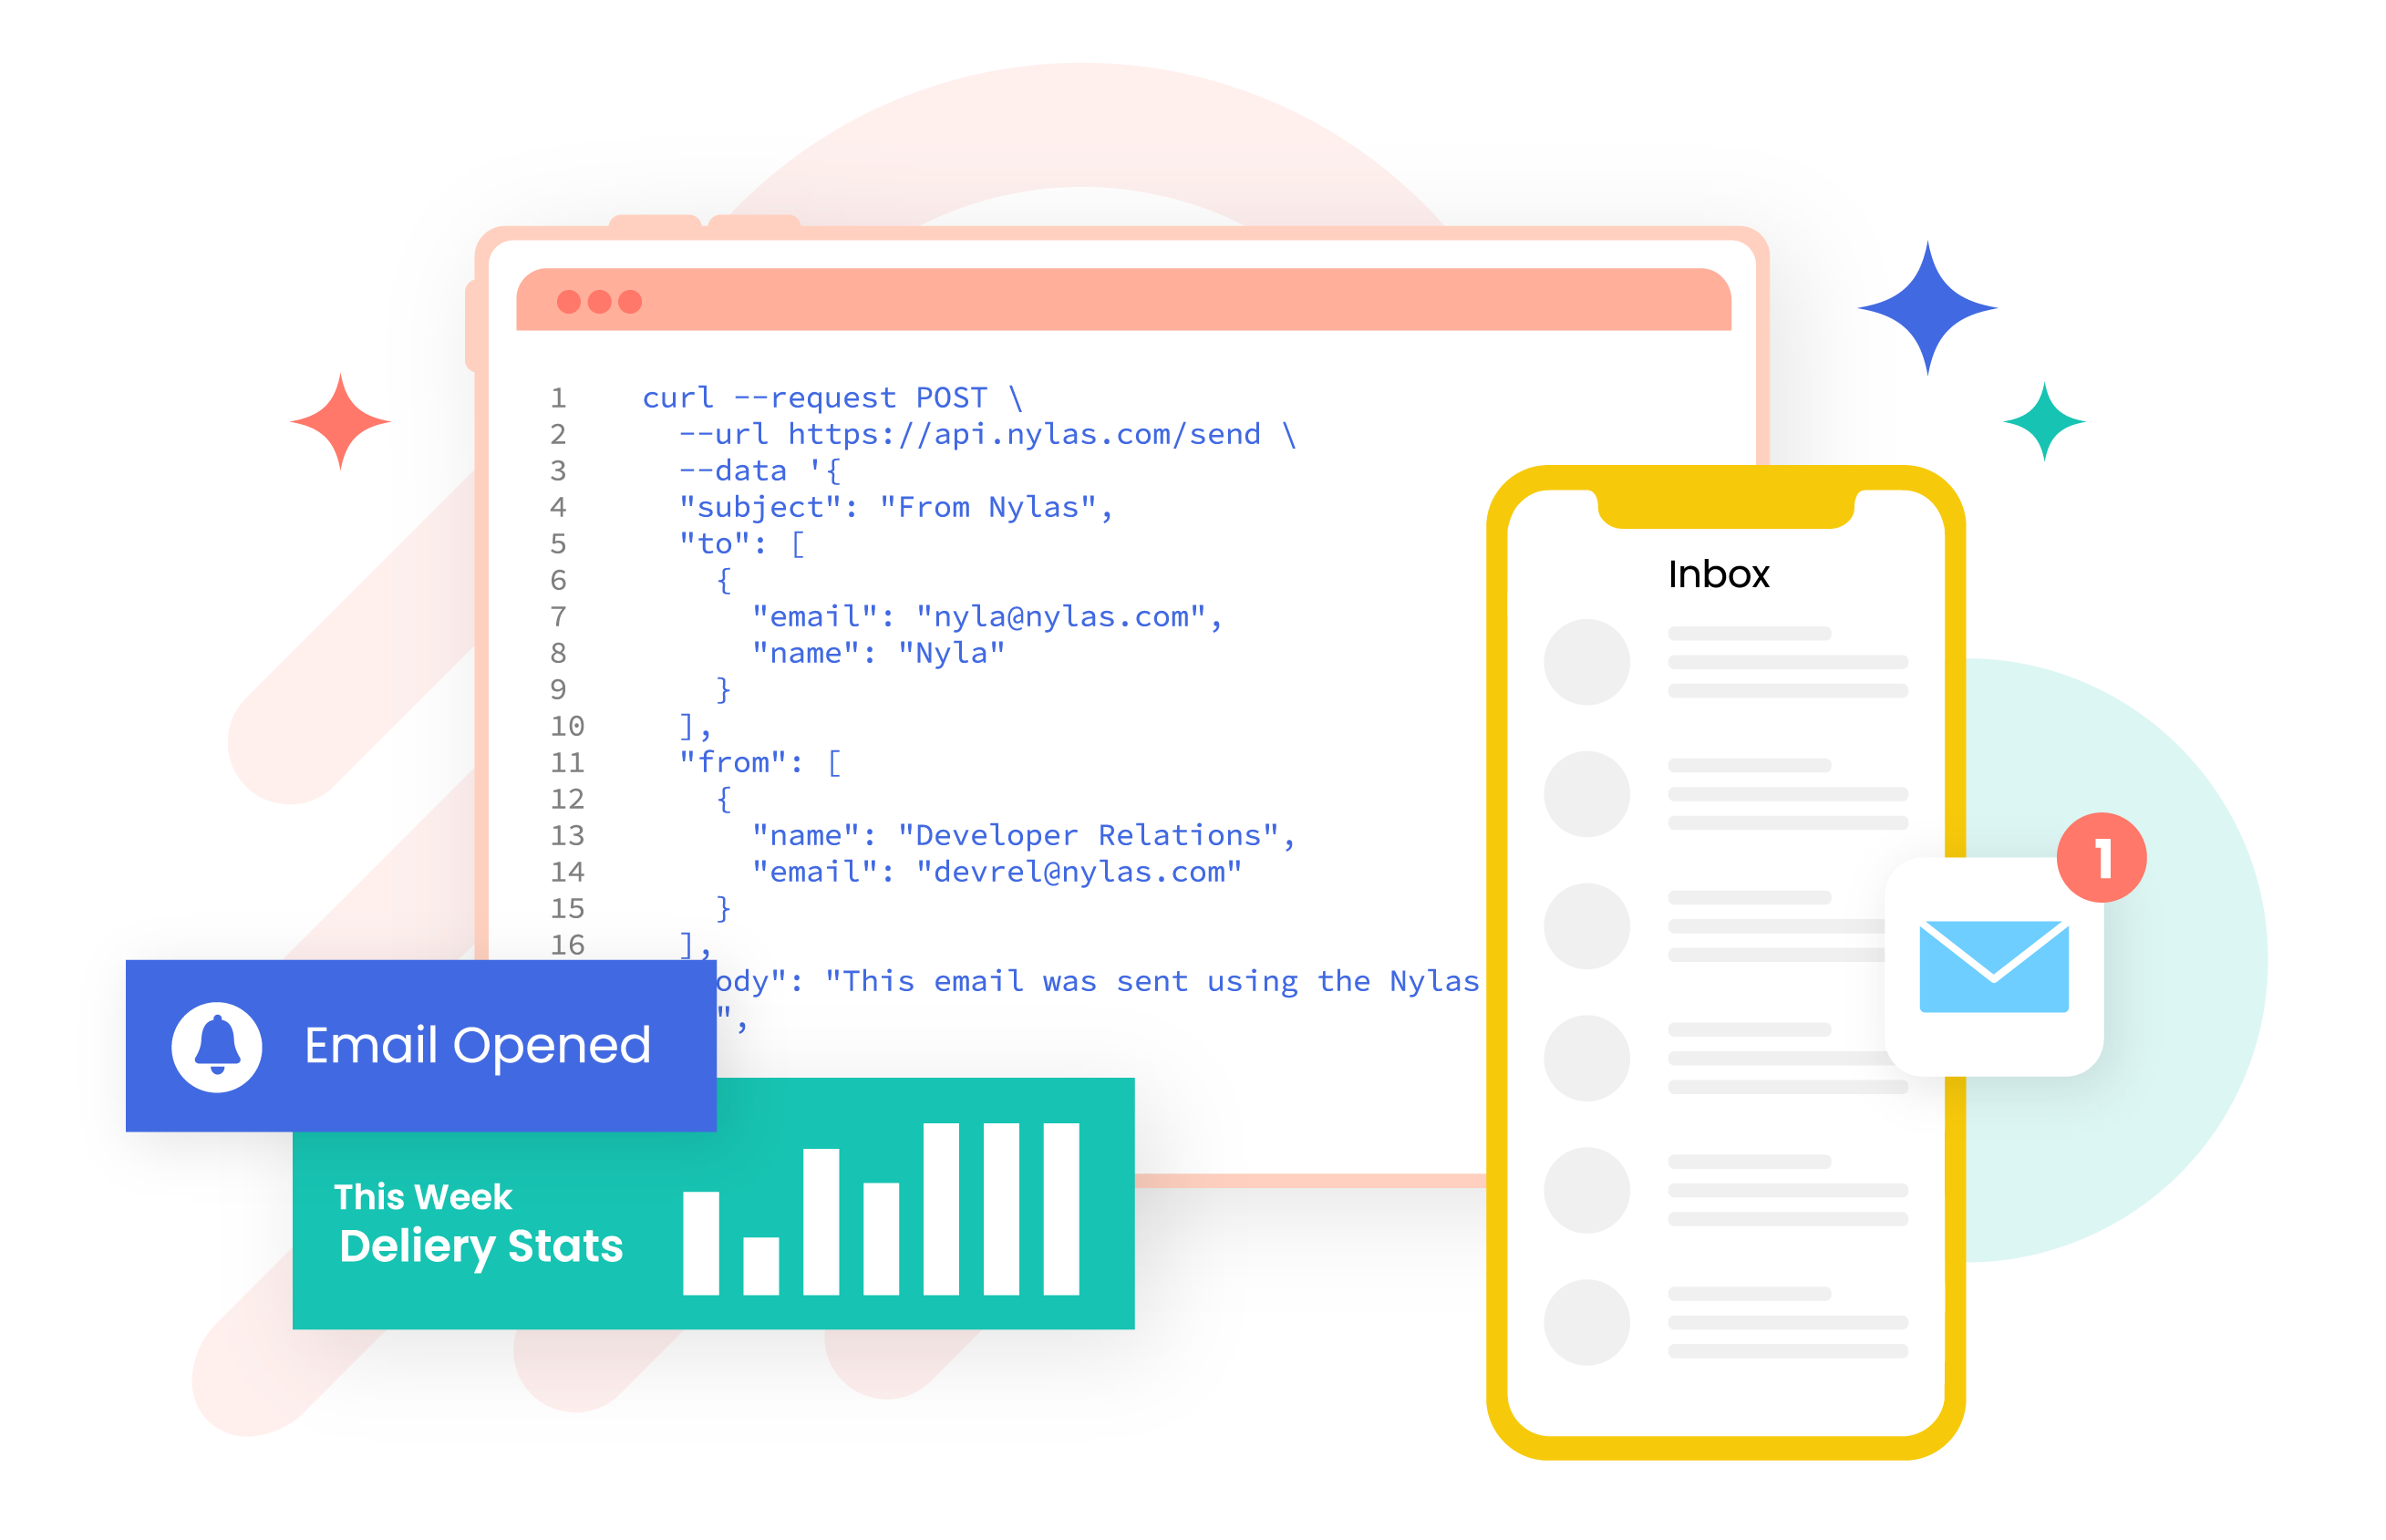 1 curl --request POST \
2 --url https://api.nylas.com/send \
3 --data '{
4 "subject": "From Nylas",
5 "to": [
6 {
7 "email": "nyla@nylas.com",
8 "name": "Nyla"
9 }
10 ],
11 "from": [
12 {
13 "name": "Developer Relations",
14 "email": "devrel@nylas.com"
15 }
16 ],
ody": "This email was sent using the Nylas
",
Inbox
1
Email Opened
This Week
Deliery Stats